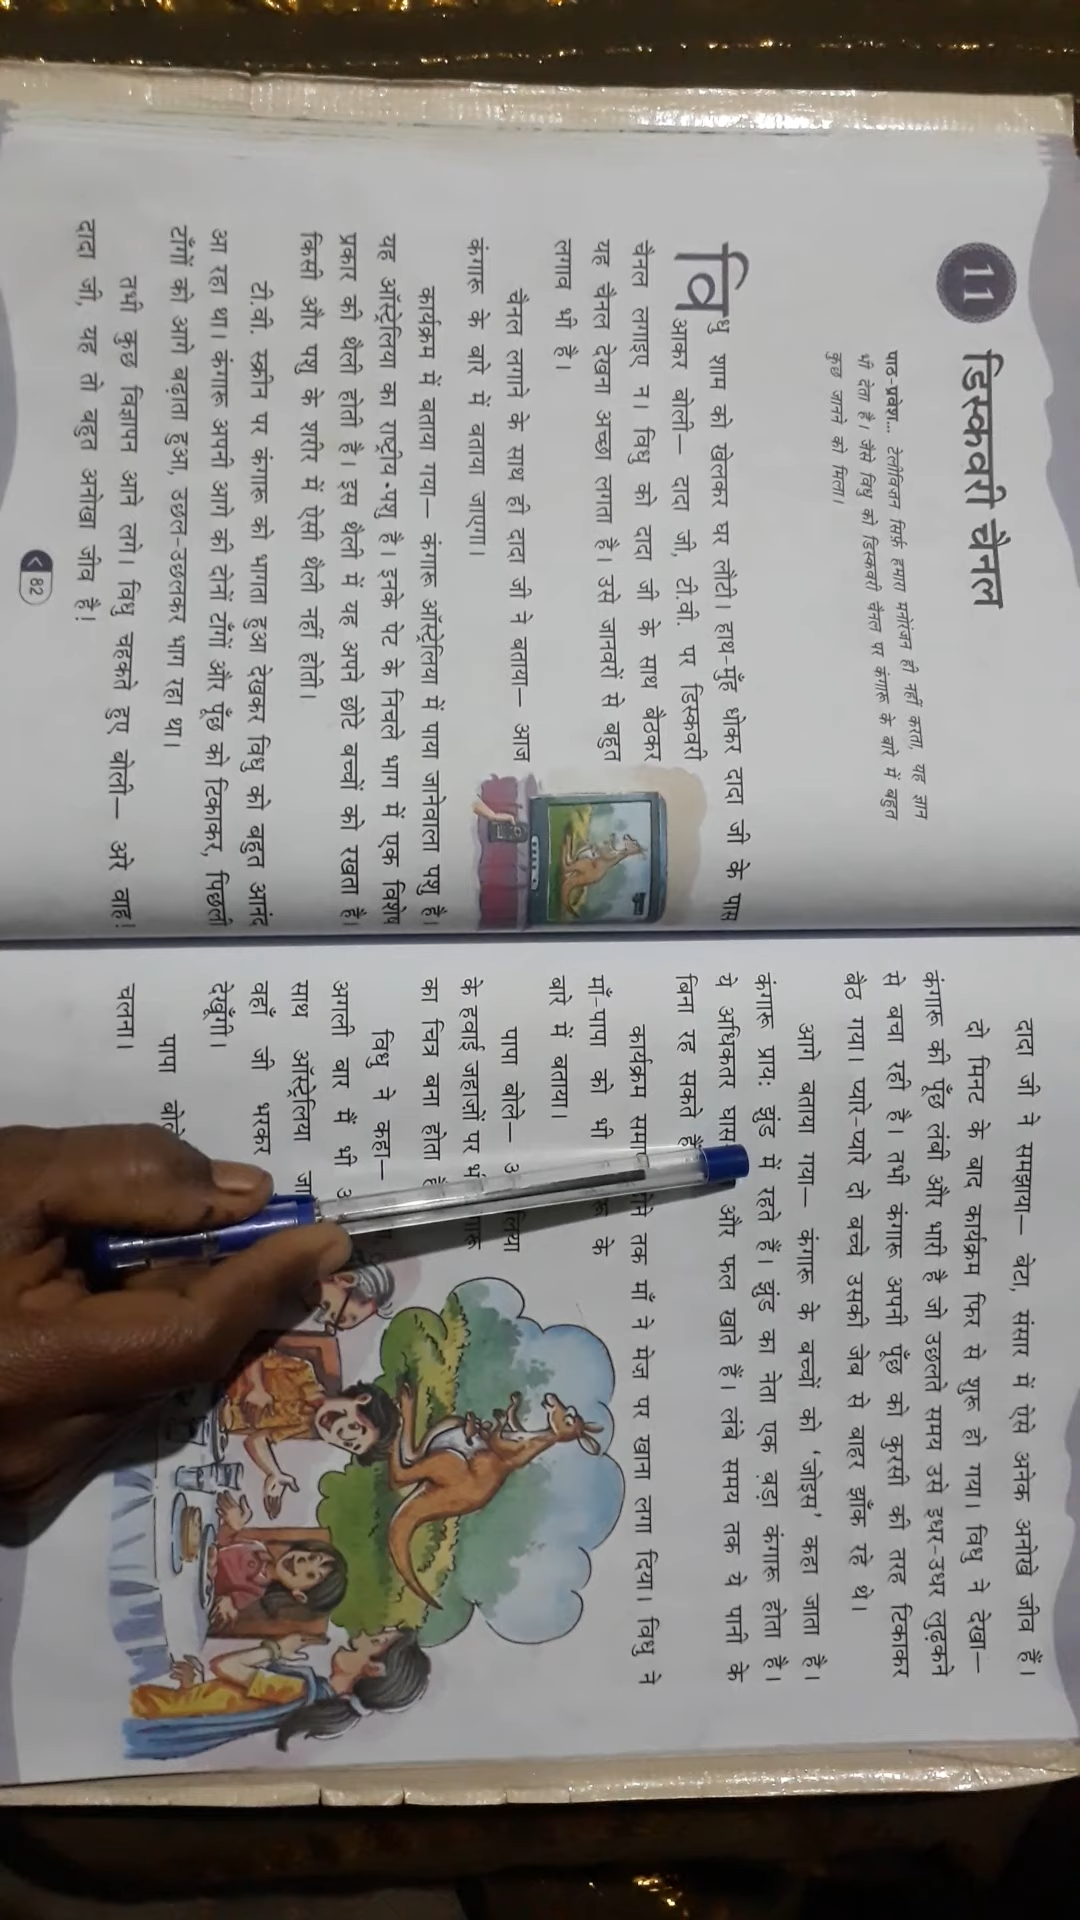 11 डिस्कवरी चैनल
पाठ-प्रवेश... टेलीविजन सिर्फ़ हमारा मनोरंजन ही नहीं करता, यह ज्ञान
भी देता है। जैसे विधु को डिस्कवरी चैनल पर कंगारू के बारे में बहुत
कुछ जानने को मिला।
विधु शाम को खेलकर घर लौटी। हाथ-मुँह धोकर दादा जी के पास
आकर बोली— दादा जी, टी.वी. पर डिस्कवरी
चैनल लगाइए न। विधु को दादा जी के साथ बैठकर
यह चैनल देखना अच्छा लगता है। उसे जानवरों से बहुत
लगाव भी है।
चैनल लगाने के साथ ही दादा जी ने बताया— आज
कंगारू के बारे में बताया जाएगा।
कार्यक्रम में बताया गया— कंगारू ऑस्ट्रेलिया में पाया जानेवाला पशु है।
यह ऑस्ट्रेलिया का राष्ट्रीय पशु है। इनके पेट के निचले भाग में एक विशेष
प्रकार की थैली होती है। इस थैली में यह अपने छोटे बच्चों को रखता है।
किसी और पशु के शरीर में ऐसी थैली नहीं होती।
टी.वी. स्क्रीन पर कंगारू को भागता हुआ देखकर विधु को बहुत आनंद
आ रहा था। कंगारू अपनी आगे की दोनों टाँगों और पूँछ को टिकाकर, पिछली
टाँगों को आगे बढ़ाता हुआ, उछल-उछलकर भाग रहा था।
तभी कुछ विज्ञापन आने लगे। विधु चहकते हुए बोली— अरे वाह!
दादा जी, यह तो बहुत अनोखा जीव है!
< 82
दादा जी ने समझाया— बेटा, संसार में ऐसे अनेक अनोखे जीव हैं।
दो मिनट के बाद कार्यक्रम फिर से शुरू हो गया। विधु ने देखा—
कंगारू की पूँछ लंबी और भारी है जो उछलते समय उसे इधर-उधर लुढ़कने
से बचा रही है। तभी कंगारू अपनी पूँछ को कुरसी की तरह टिकाकर
बैठ गया। प्यारे-प्यारे दो बच्चे उसकी जेब से बाहर झाँक रहे थे।
आगे बताया गया— कंगारू के बच्चों को 'जोइस' कहा जाता है।
कंगारू प्रायः झुंड में रहते हैं। झुंड का नेता एक बड़ा कंगारू होता है।
ये अधिकतर घास और फल खाते हैं। लंबे समय तक ये पानी के
बिना रह सकते हैं
कार्यक्रम तक माँ ने मेज़ पर खाना लगा दिया। विधु ने
माँ-पापा को भी के
बारे में बताया।
पापा बोले—
के हवाई जहाजों पर
का चित्र बना होता है
विधु ने कहा—
अगली बार मैं भी
साथ ऑस्ट्रेलिया
वहाँ जी भरकर
देखूँगी।
पापा
चलना।